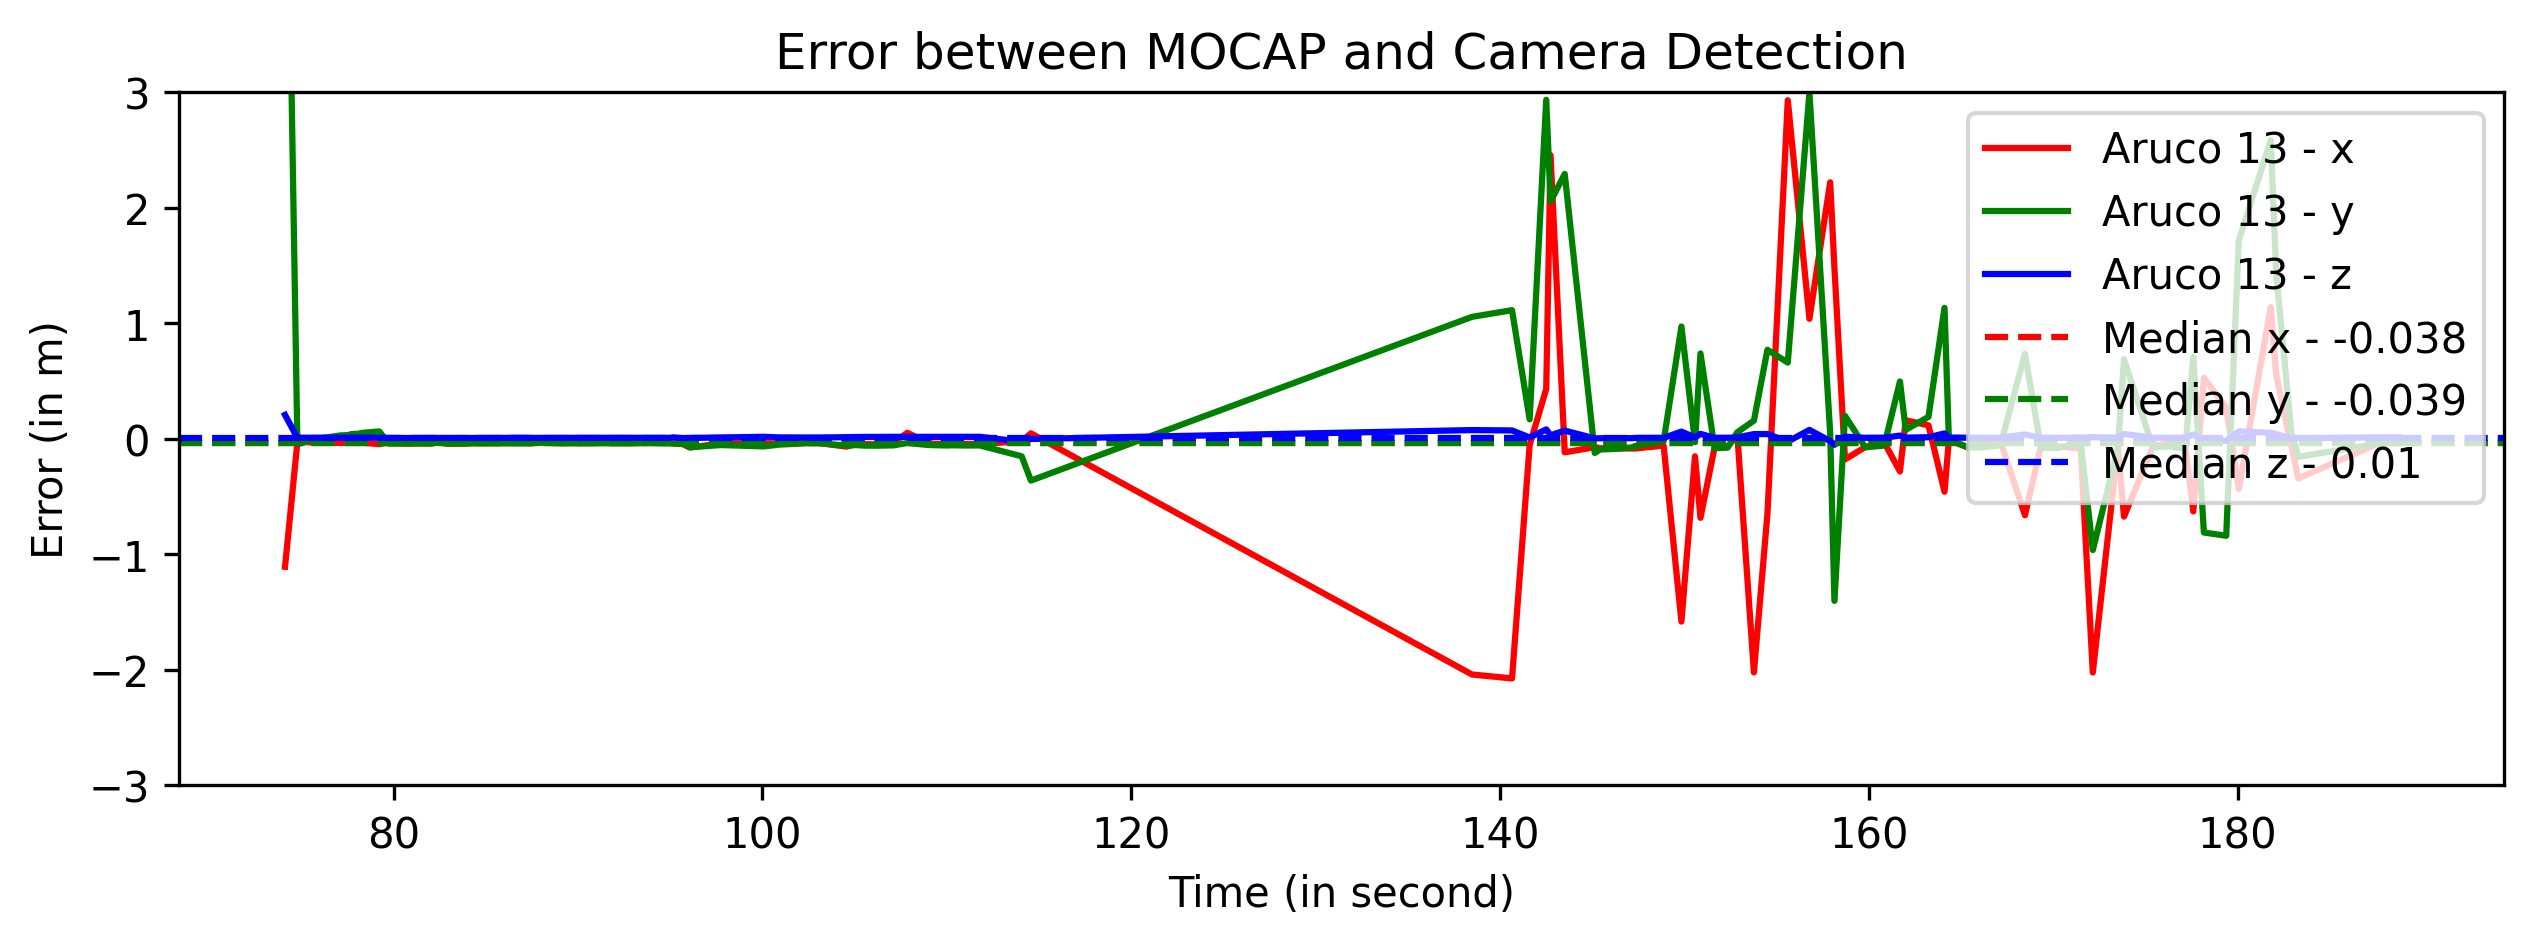 Error between MOCAP and Camera Detection
3
2
1
0
−1
−2
−3
Error (in m)
Aruco 13 - x
Aruco 13 - y
Aruco 13 - z
Median x - -0.038
Median y - -0.039
Median z - 0.01
80 100 120 140 160 180
Time (in second)